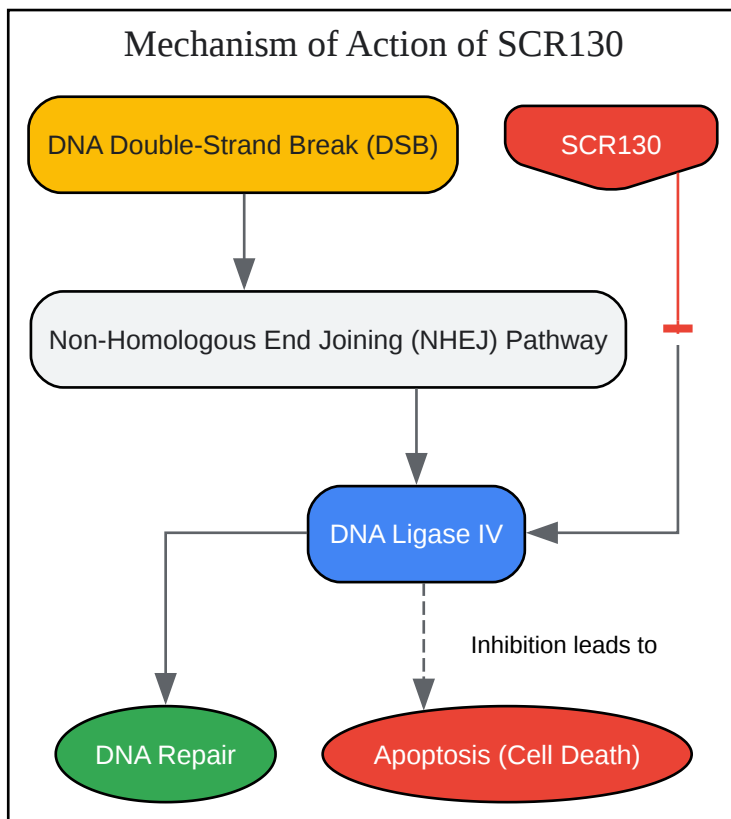 Mechanism of Action of SCR130
DNA Double-Strand Break (DSB)
SCR130
Non-Homologous End Joining (NHEJ) Pathway
DNA Ligase IV
Inhibition leads to
DNA Repair
Apoptosis (Cell Death)